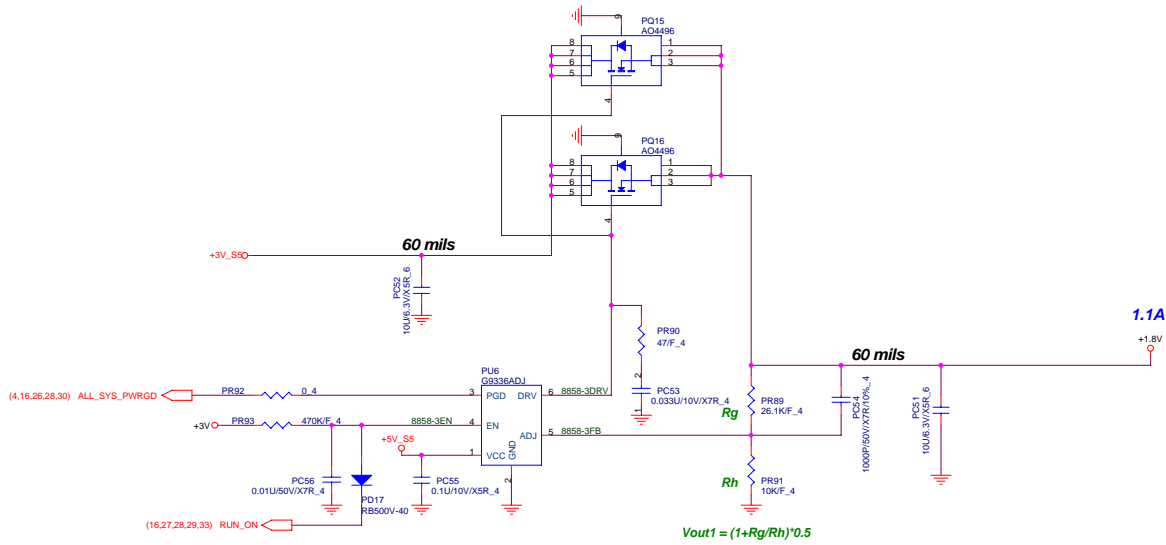 9
PQ15
AO4496
8
7
6
5
1
2
3
4
9
PQ16
AO4496
8
7
6
5
1
2
3
4
60 mils
+3V_S5
PC52
10U/6.3V/X5R_6
1.1A
+1.8V
PR90
47/F_4
60 mils
PU6
G9336ADJ
(4,16,26,28,30) ALL_SYS_PWRGD
PR92
0_4
3
PGD
DRV
6
8858-3DRV
2
PC53
0.033U/10V/X7R_4
1
Rg
PR89
26.1K/F_4
PC54
1000P/50V/X7R/10%_4
PC51
10U/6.3V/X5R_6
+3V
PR93
470K/F_4
8858-3EN
4
EN
ADJ
5
8858-3FB
+5V_S5
1
VCC
GND
2
Rh
PR91
10K/F_4
PC56
0.01U/50V/X7R_4
PD17
RB500V-40
PC55
0.1U/10V/X5R_4
(16,27,28,29,33) RUN_ON
Vout1 = (1+Rg/Rh)*0.5